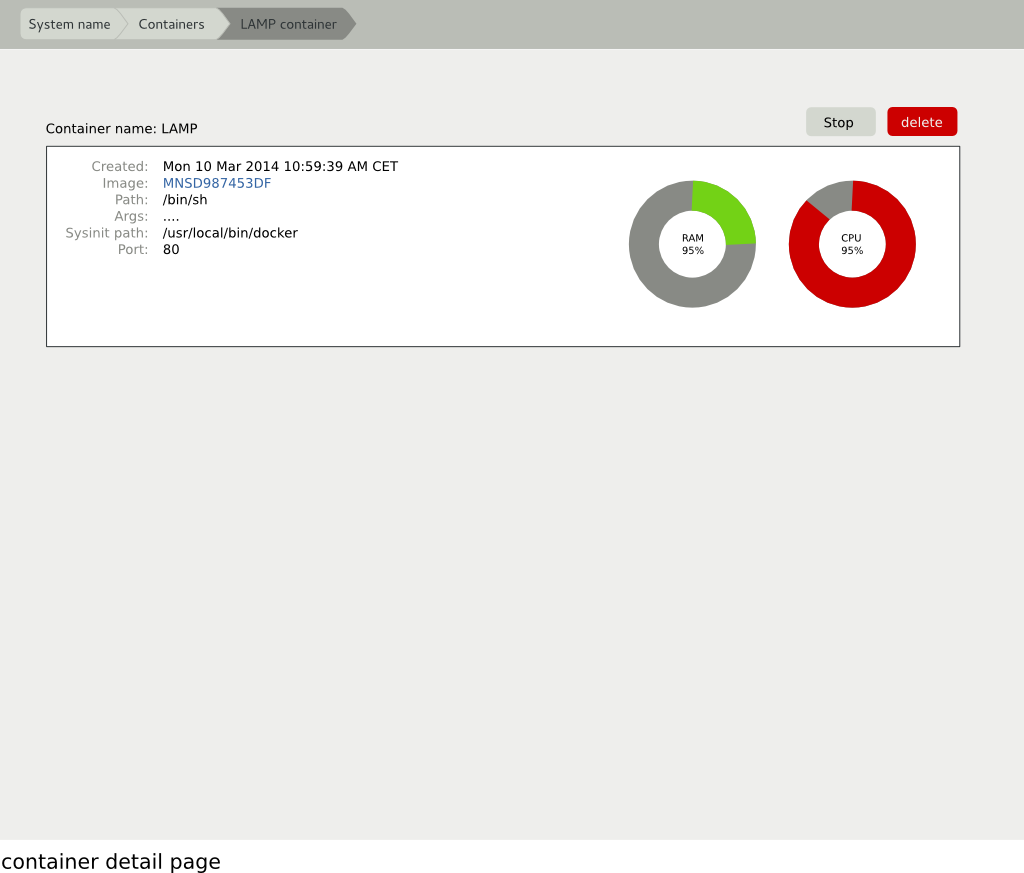 System name Containers LAMP container
Container name: LAMP
Stop delete
Created: Mon 10 Mar 2014 10:59:39 AM CET
Image: MNSD987453DF
Path: /bin/sh
Args: ....
Sysinit path: /usr/local/bin/docker
Port: 80
RAM
95%
CPU
95%
container detail page